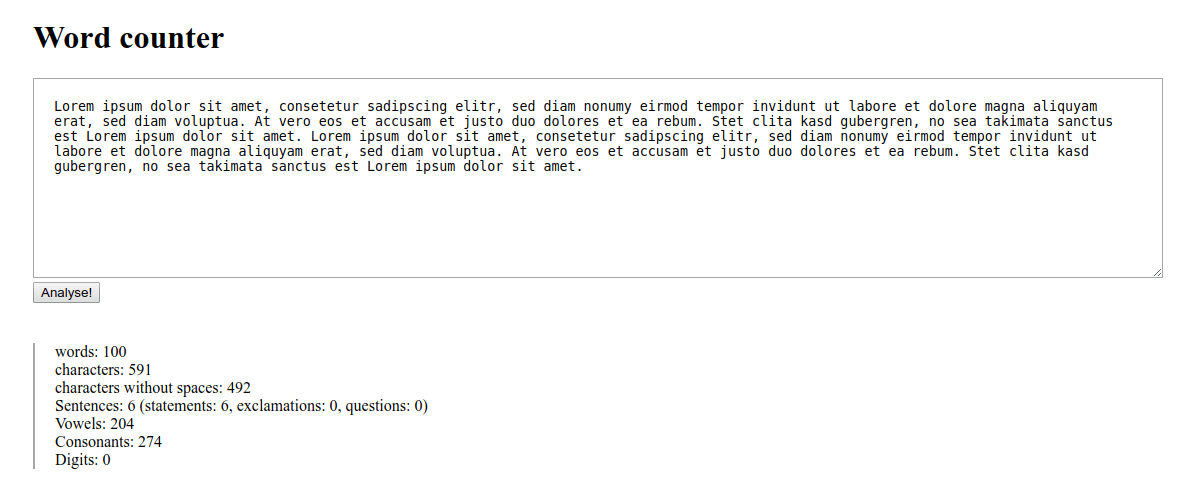 Word counter
Lorem ipsum dolor sit amet, consetetur sadipscing elitr, sed diam nonumy eirmod tempor invidunt ut labore et dolore magna aliquyam
erat, sed diam voluptua. At vero eos et accusam et justo duo dolores et ea rebum. Stet clita kasd gubergren, no sea takimata sanctus
est Lorem ipsum dolor sit amet. Lorem ipsum dolor sit amet, consetetur sadipscing elitr, sed diam nonumy eirmod tempor invidunt ut
labore et dolore magna aliquyam erat, sed diam voluptua. At vero eos et accusam et justo duo dolores et ea rebum. Stet clita kasd
gubergren, no sea takimata sanctus est Lorem ipsum dolor sit amet.
Analyse!
words: 100
characters: 591
characters without spaces: 492
Sentences: 6 (statements: 6, exclamations: 0, questions: 0)
Vowels: 204
Consonants: 274
Digits: 0